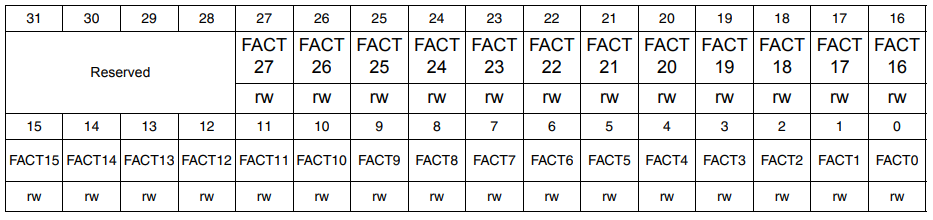 31 30 29 28 27 26 25 24 23 22 21 20 19 18 17 16
Reserved FACT 27 FACT 26 FACT 25 FACT 24 FACT 23 FACT 22 FACT 21 FACT 20 FACT 19 FACT 18 FACT 17 FACT 16
rw rw rw rw rw rw rw rw rw rw rw rw
15 14 13 12 11 10 9 8 7 6 5 4 3 2 1 0
FACT15 FACT14 FACT13 FACT12 FACT11 FACT10 FACT9 FACT8 FACT7 FACT6 FACT5 FACT4 FACT3 FACT2 FACT1 FACT0
rw rw rw rw rw rw rw rw rw rw rw rw rw rw rw rw